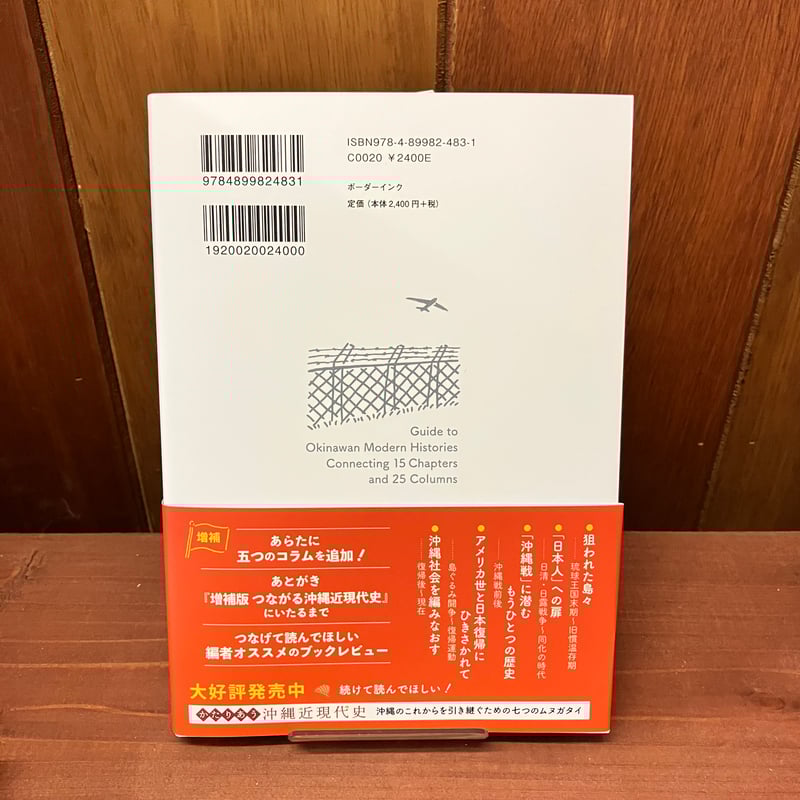 ISBN978-4-89982-483-1
C0020 ¥2400E
9784899824831
ボーダーインク
定価（本体2,400円+税）
1920020024000
Guide to
Okinawan Modern Histories
Connecting 15 Chapters
and 25 Columns
増補
あらたに
五つのコラムを追加！
あとがき
『増補版 つながる沖縄近現代史』
にいたるまで
つなげて読んでほしい
編者オススメのブックレビュー
●狙われた島々
——琉球王国末期〜旧慣温存期
●「日本人」への扉
——日清・日露戦争〜同化の時代
●「沖縄戦」に潜む
もうひとつの歴史
——沖縄戦前後
●アメリカ世と日本復帰に
ひきさかれて
——島ぐるみ闘争〜復帰運動
●沖縄社会を編みなおす
——復帰後〜現在
大好評発売中
続けて読んでほしい！
かたりあう沖縄近現代史 沖縄のこれからを引き継ぐための七つのムヌガタイ